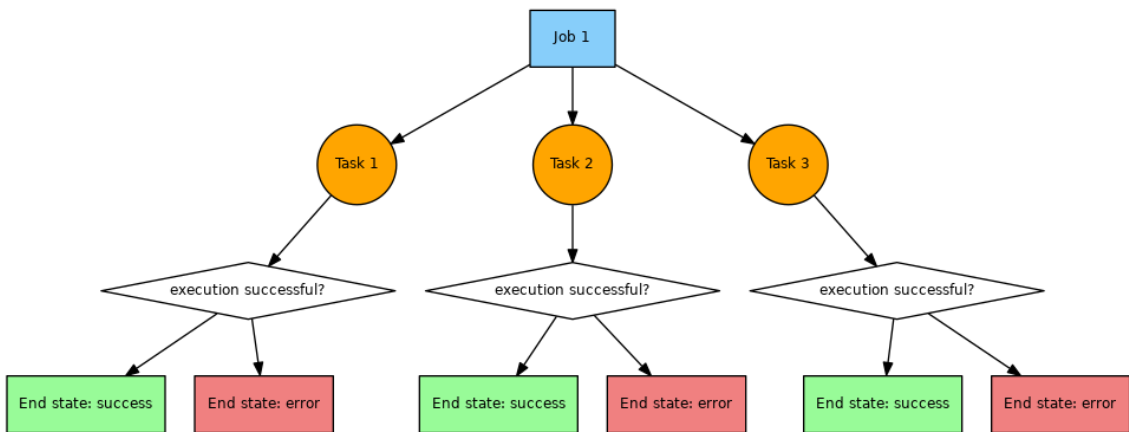 Job 1
Task 1
Task 2
Task 3
execution successful?
execution successful?
execution successful?
End state: success
End state: error
End state: success
End state: error
End state: success
End state: error